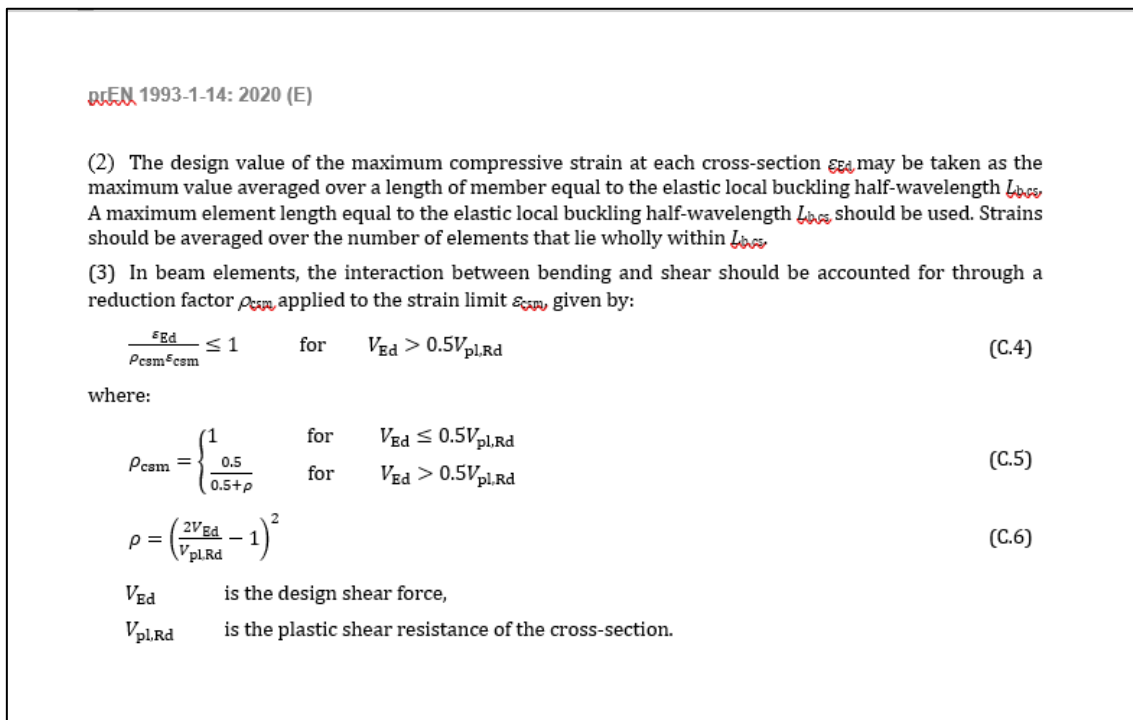 prEN 1993-1-14: 2020 (E)
(2) The design value of the maximum compressive strain at each cross-section εEd may be taken as the
maximum value averaged over a length of member equal to the elastic local buckling half-wavelength Lb,cs.
A maximum element length equal to the elastic local buckling half-wavelength Lb,cs should be used. Strains
should be averaged over the number of elements that lie wholly within Lb,cs.
(3) In beam elements, the interaction between bending and shear should be accounted for through a
reduction factor ρcsm applied to the strain limit εcsm, given by:
εEd / ρcsmεcsm ≤ 1 for VEd > 0.5Vpl,Rd (C.4)
where:
ρcsm = { 1 for VEd ≤ 0.5Vpl,Rd
0.5 / 0.5+ρ for VEd > 0.5Vpl,Rd (C.5)
ρ = (2VEd / Vpl,Rd − 1)² (C.6)
VEd is the design shear force,
Vpl,Rd is the plastic shear resistance of the cross-section.